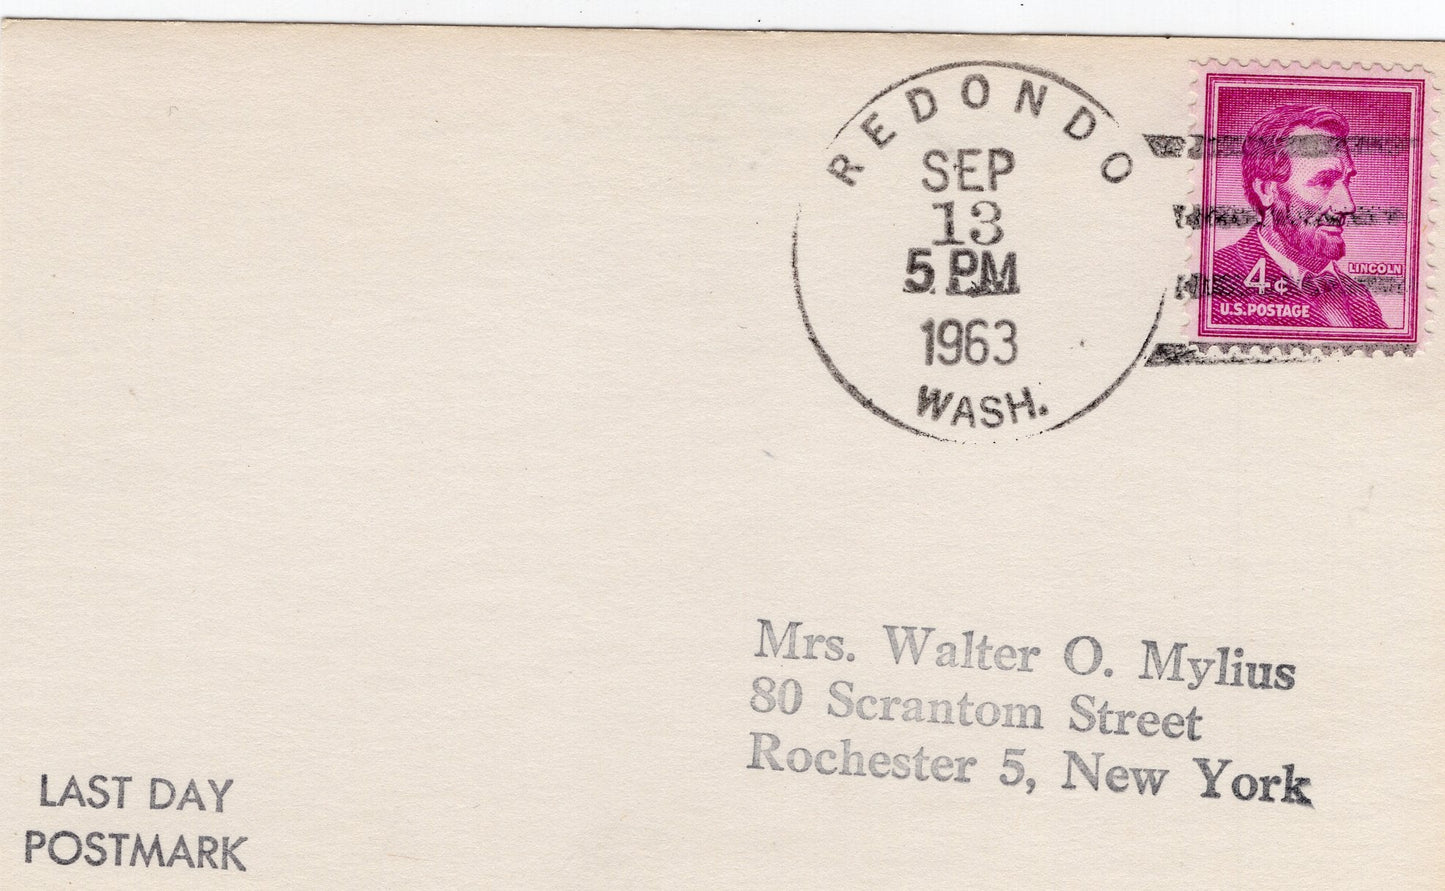 REDONDO
SEP
13
5 PM
1963
WASH.
LINCOLN
4¢
U.S. POSTAGE
Mrs. Walter O. Mylius
80 Scrantom Street
Rochester 5, New York
LAST DAY
POSTMARK